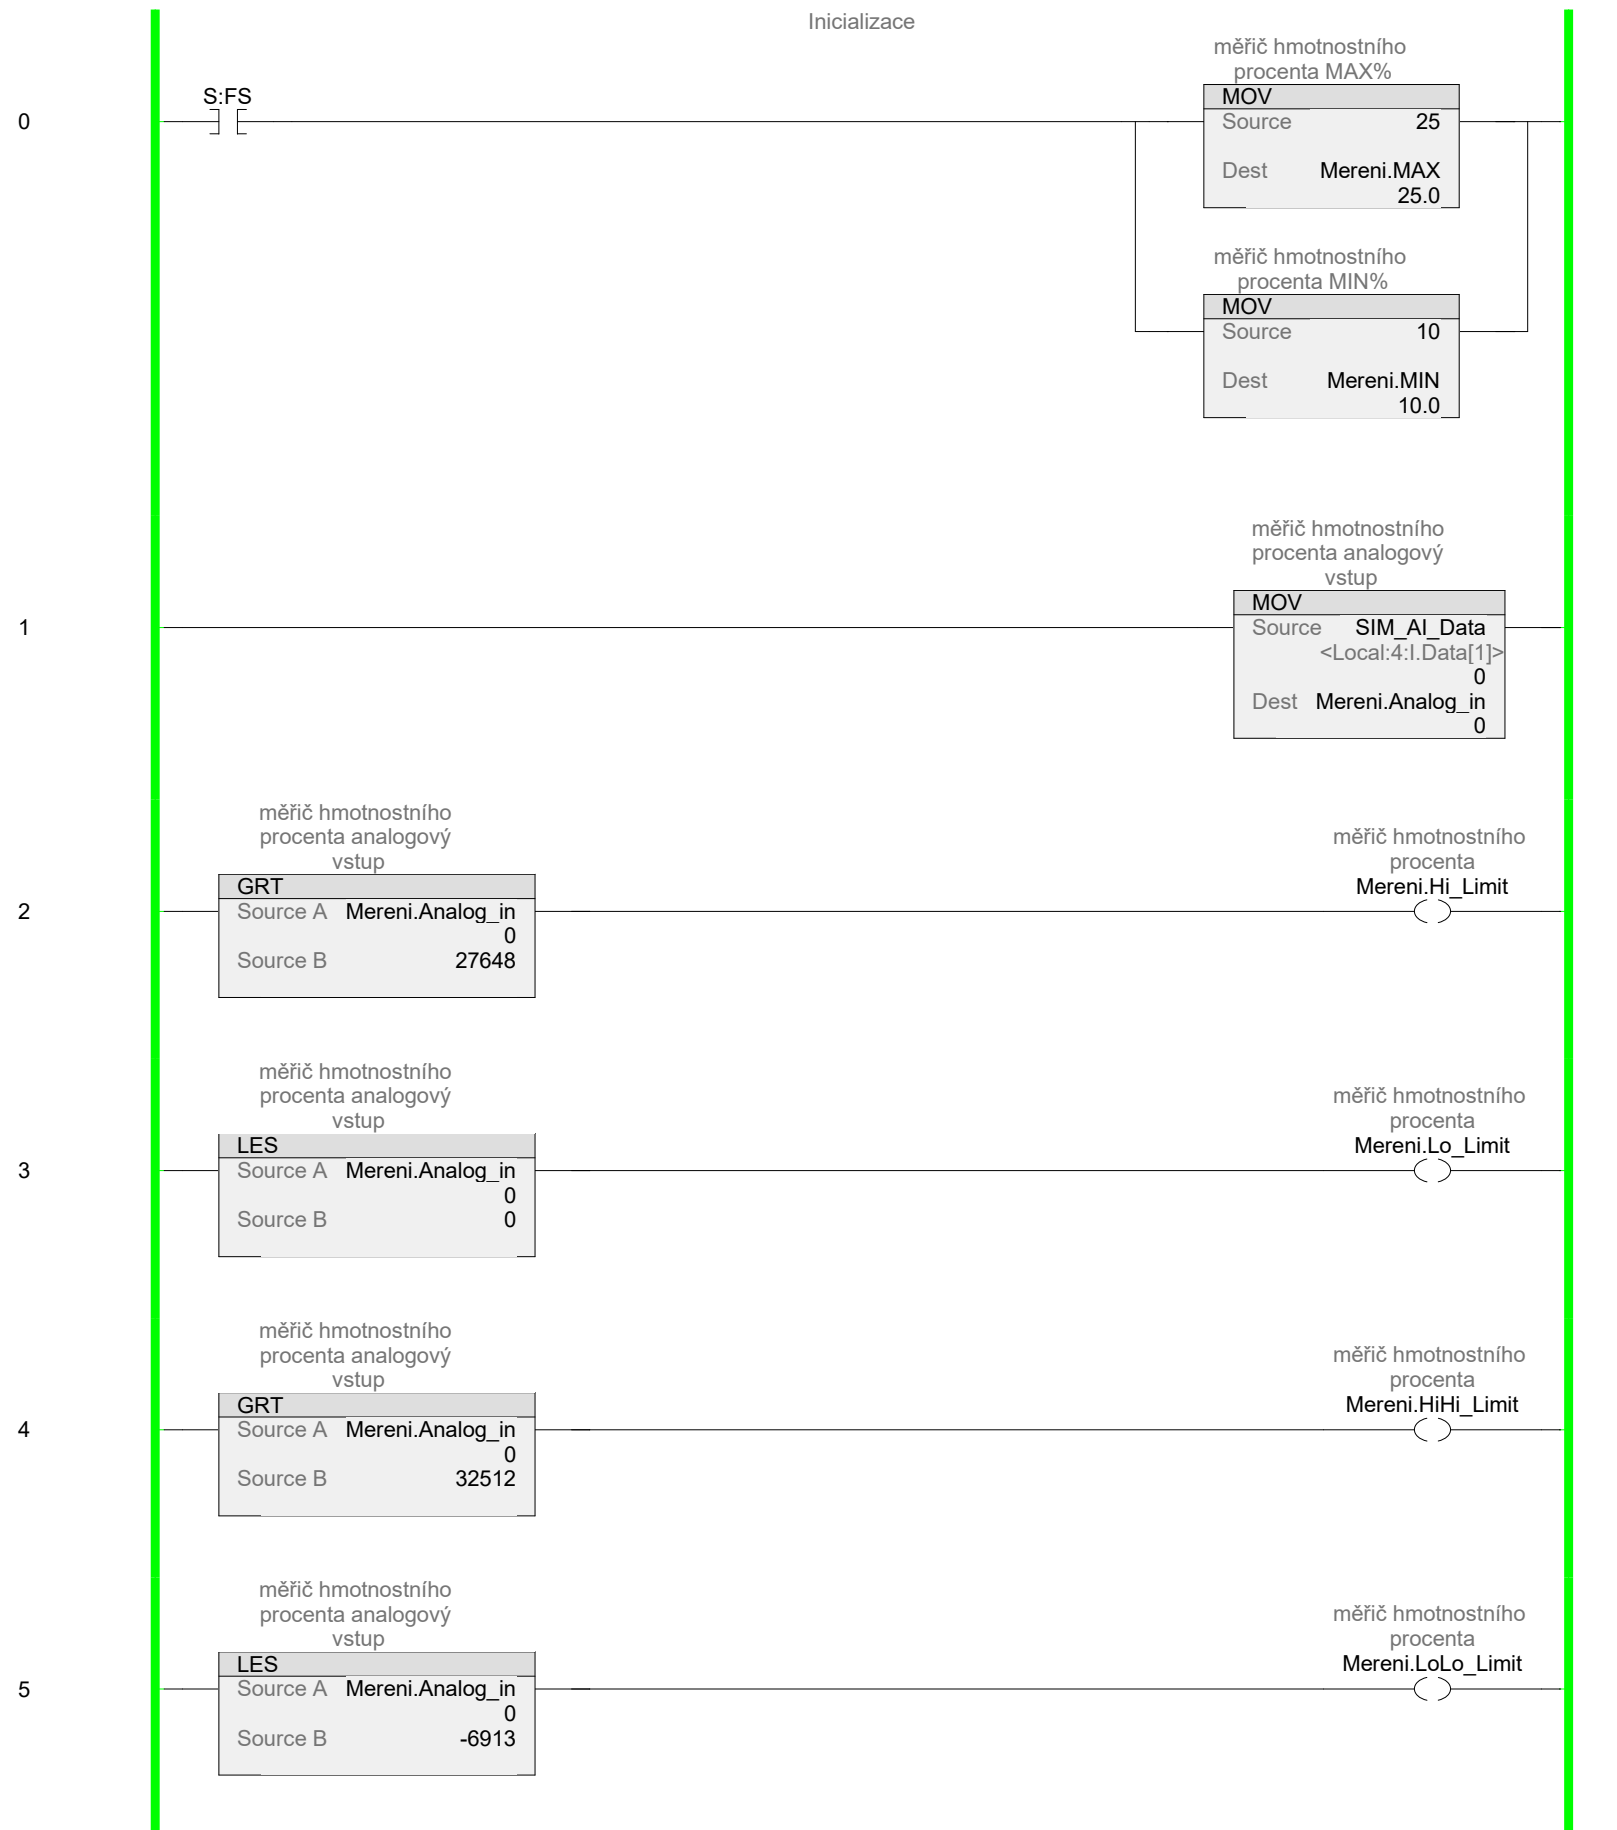 Inicializace
měřič hmotnostního
procenta MAX%
0
S:FS
MOV
Source 25
Dest Mereni.MAX
25.0
měřič hmotnostního
procenta MIN%
MOV
Source 10
Dest Mereni.MIN
10.0
měřič hmotnostního
procenta analogový
vstup
1
MOV
Source SIM_AI_Data
<Local:4:I.Data[1]>
0
Dest Mereni.Analog_in
0
měřič hmotnostního
procenta analogový
vstup
2
GRT
Source A Mereni.Analog_in
0
Source B 27648
měřič hmotnostního
procenta
Mereni.Hi_Limit
měřič hmotnostního
procenta analogový
vstup
3
LES
Source A Mereni.Analog_in
0
Source B 0
měřič hmotnostního
procenta
Mereni.Lo_Limit
měřič hmotnostního
procenta analogový
vstup
4
GRT
Source A Mereni.Analog_in
0
Source B 32512
měřič hmotnostního
procenta
Mereni.HiHi_Limit
měřič hmotnostního
procenta analogový
vstup
5
LES
Source A Mereni.Analog_in
0
Source B -6913
měřič hmotnostního
procenta
Mereni.LoLo_Limit